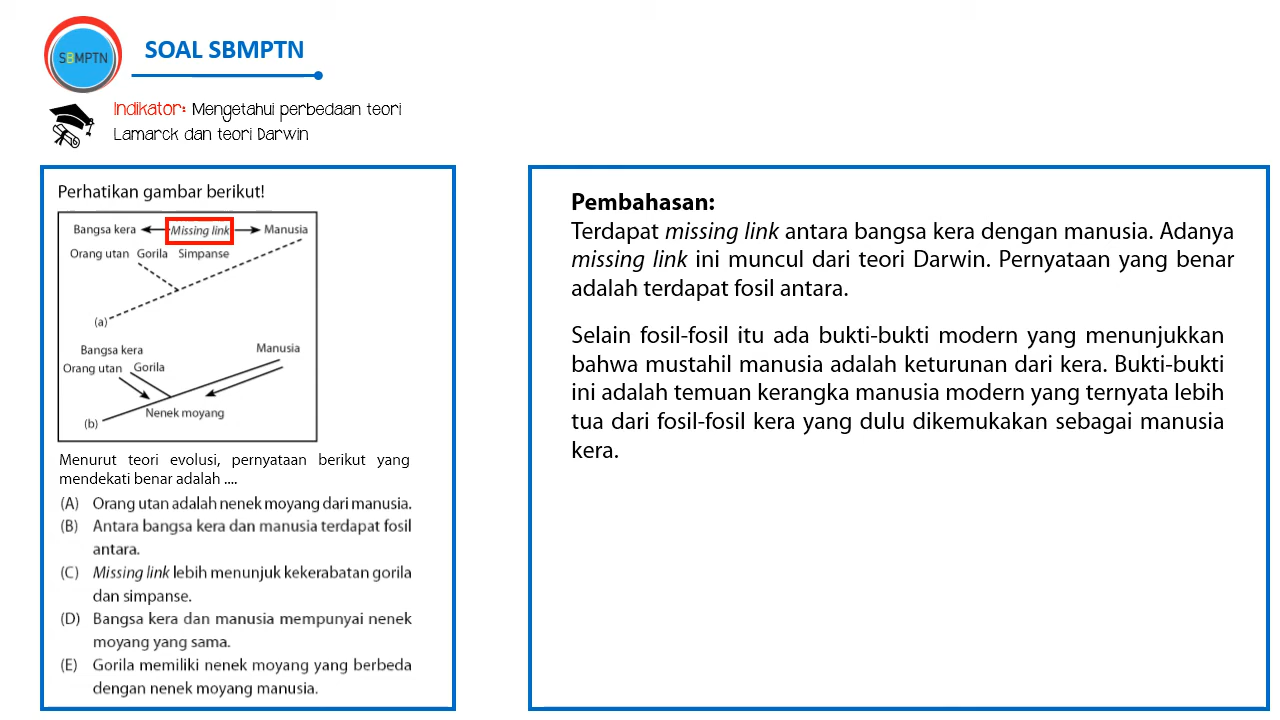 SBMPTN
SOAL SBMPTN
Indikator: Mengetahui perbedaan teori
Lamarck dan teori Darwin
Perhatikan gambar berikut!
Bangsa kera Missing link Manusia
Orang utan Gorila Simpanse
(a)
Bangsa kera Manusia
Orang utan Gorila
Nenek moyang
(b)
Menurut teori evolusi, pernyataan berikut yang
mendekati benar adalah ....
(A) Orang utan adalah nenek moyang dari manusia.
(B) Antara bangsa kera dan manusia terdapat fosil
antara.
(C) Missing link lebih menunjuk kekerabatan gorila
dan simpanse.
(D) Bangsa kera dan manusia mempunyai nenek
moyang yang sama.
(E) Gorila memiliki nenek moyang yang berbeda
dengan nenek moyang manusia.
Pembahasan:
Terdapat missing link antara bangsa kera dengan manusia. Adanya
missing link ini muncul dari teori Darwin. Pernyataan yang benar
adalah terdapat fosil antara.
Selain fosil-fosil itu ada bukti-bukti modern yang menunjukkan
bahwa mustahil manusia adalah keturunan dari kera. Bukti-bukti
ini adalah temuan kerangka manusia modern yang ternyata lebih
tua dari fosil-fosil kera yang dulu dikemukakan sebagai manusia
kera.